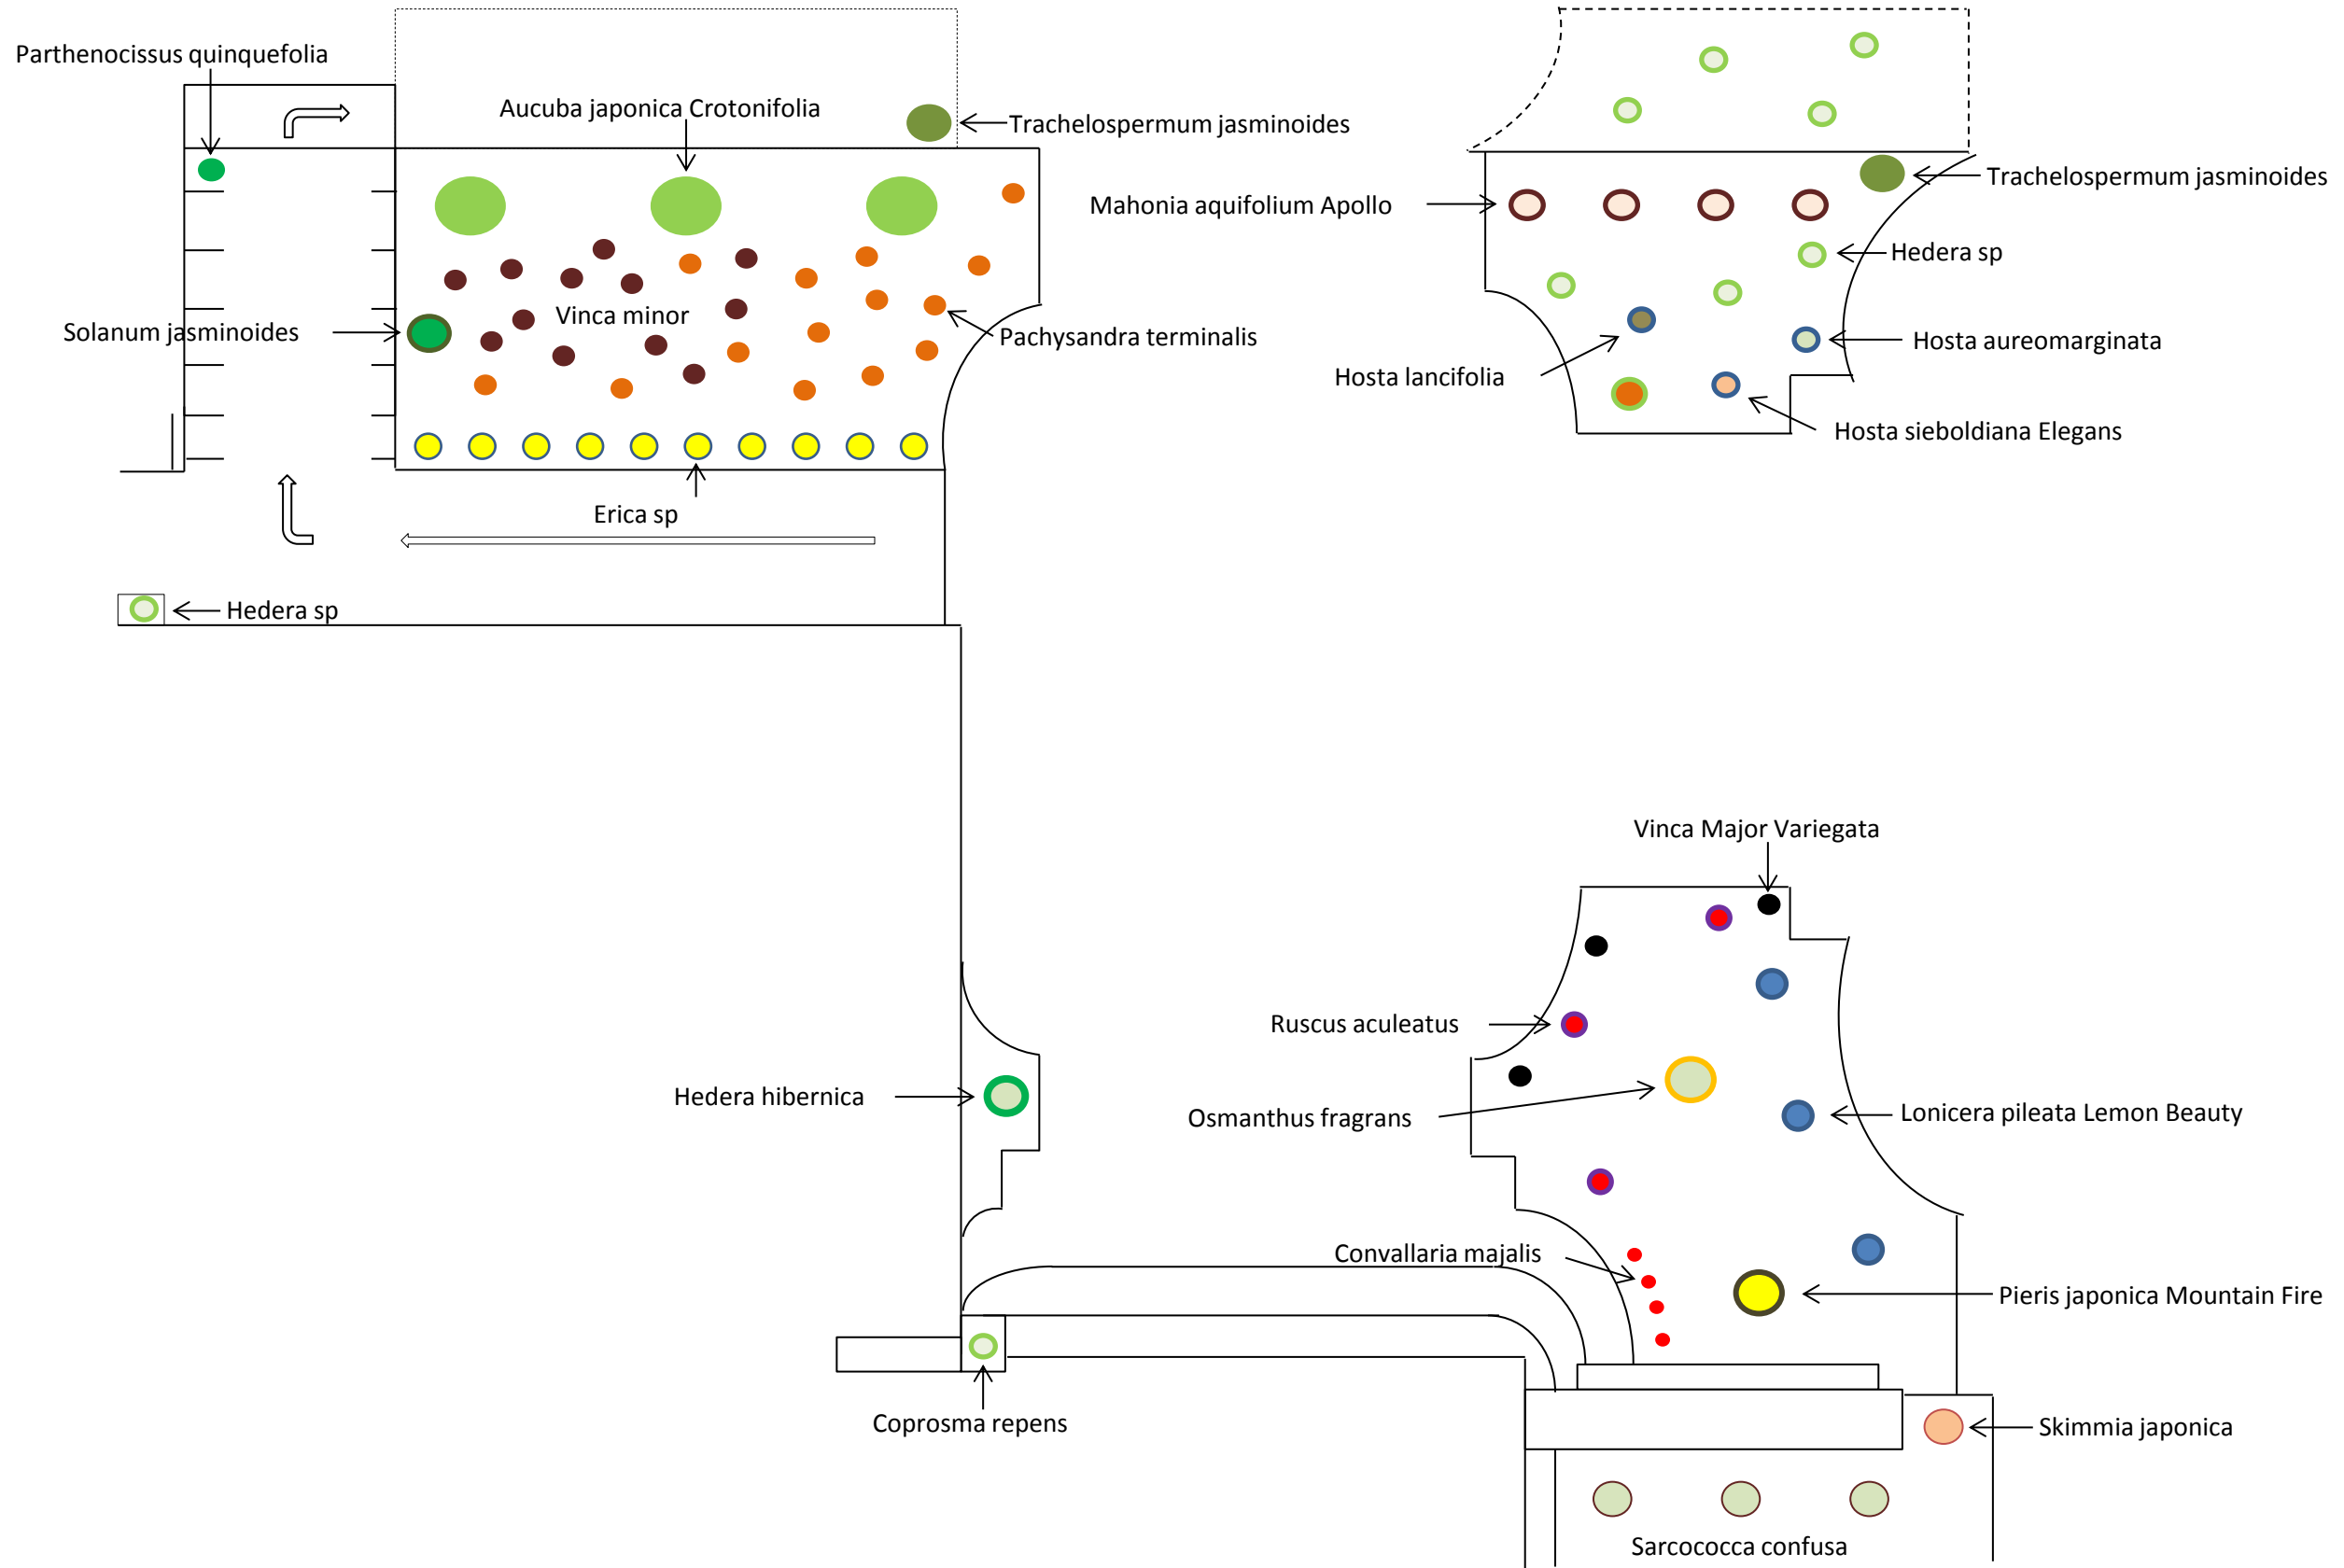 Parthenocissus quinquefolia
Aucuba japonica Crotonifolia
Trachelospermum jasminoides
Trachelospermum jasminoides
Mahonia aquifolium Apollo
Hedera sp
Vinca minor
Solanum jasminoides
Pachysandra terminalis
Hosta aureomarginata
Hosta lancifolia
Hosta sieboldiana Elegans
Erica sp
Hedera sp
Vinca Major Variegata
Ruscus aculeatus
Hedera hibernica
Osmanthus fragrans
Lonicera pileata Lemon Beauty
Convallaria majalis
Pieris japonica Mountain Fire
Coprosma repens
Skimmia japonica
Sarcococca confusa